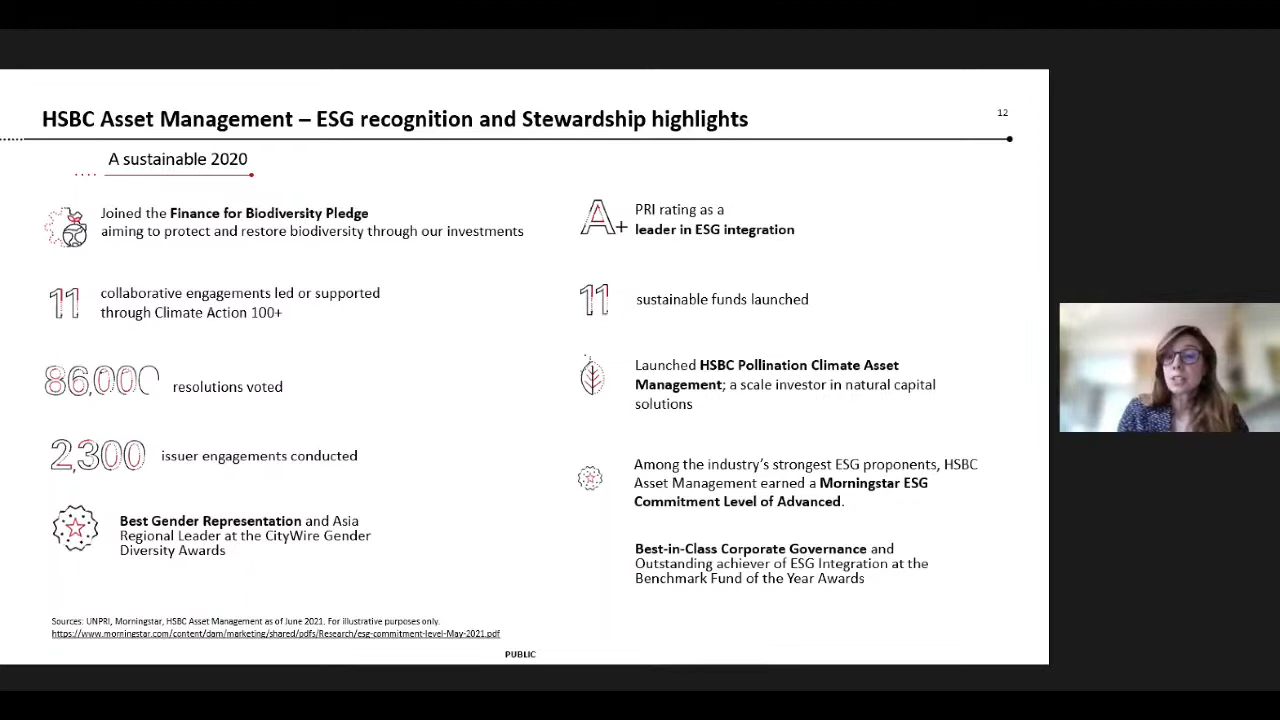 HSBC Asset Management – ESG recognition and Stewardship highlights
12
A sustainable 2020
Joined the Finance for Biodiversity Pledge
aiming to protect and restore biodiversity through our investments
11
collaborative engagements led or supported
through Climate Action 100+
86,000
resolutions voted
2,300
issuer engagements conducted
Best Gender Representation and Asia
Regional Leader at the CityWire Gender
Diversity Awards
A+
PRI rating as a
leader in ESG integration
11
sustainable funds launched
Launched HSBC Pollination Climate Asset
Management; a scale investor in natural capital
solutions
Among the industry's strongest ESG proponents, HSBC
Asset Management earned a Morningstar ESG
Commitment Level of Advanced.
Best-in-Class Corporate Governance and
Outstanding achiever of ESG Integration at the
Benchmark Fund of the Year Awards
Sources: UNPRI, Morningstar, HSBC Asset Management as of June 2021. For illustrative purposes only.
https://www.morningstar.com/content/dam/marketing/shared/pdfs/Research/esg-commitment-level-May-2021.pdf
PUBLIC